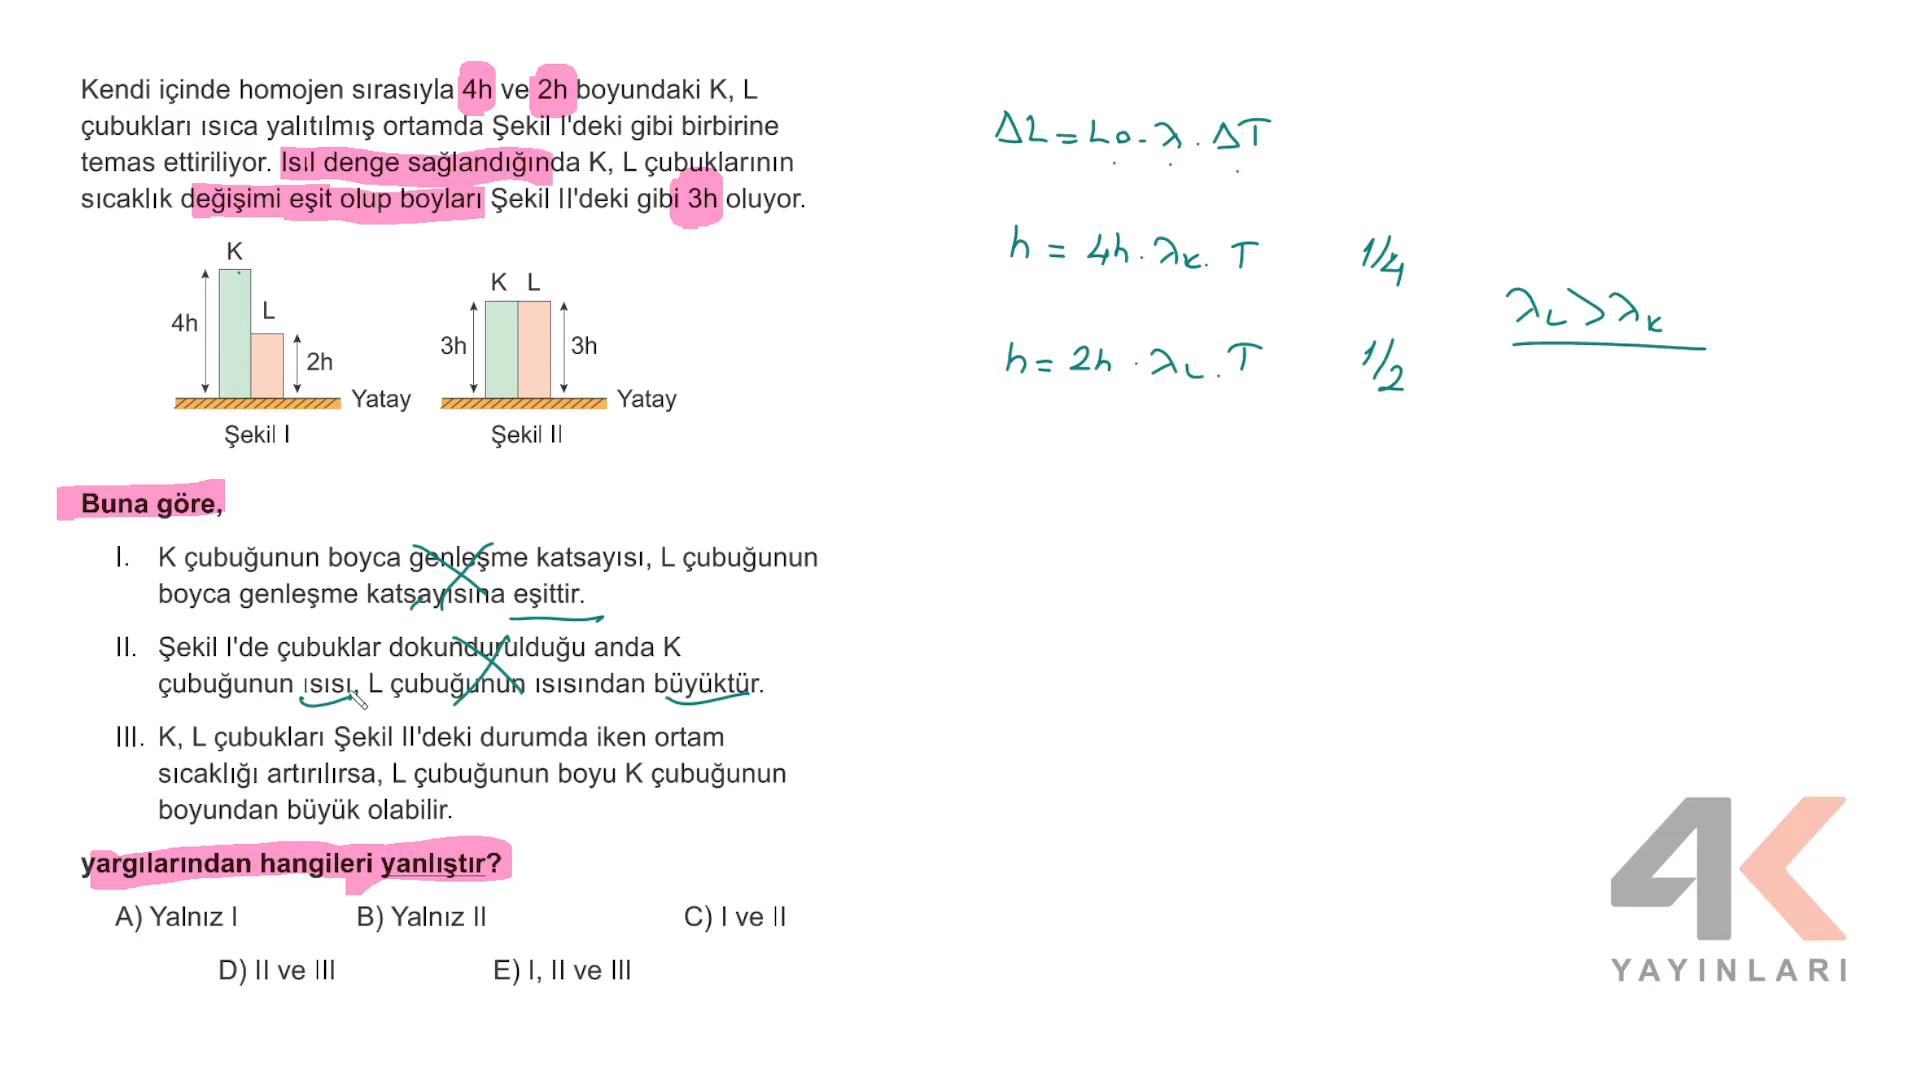 Kendi içinde homojen sırasıyla 4h ve 2h boyundaki K, L
çubukları ısıca yalıtılmış ortamda Şekil I'deki gibi birbirine
temas ettiriliyor. Isıl denge sağlandığında K, L çubuklarının
sıcaklık değişimi eşit olup boyları Şekil II'deki gibi 3h oluyor.
K
L
4h
2h
Yatay
Şekil I
K L
3h
3h
Yatay
Şekil II
Buna göre,
I. K çubuğunun boyca genleşme katsayısı, L çubuğunun
boyca genleşme katsayısına eşittir.
II. Şekil I'de çubuklar dokundurulduğu anda K
çubuğunun ısısı, L çubuğunun ısısından büyüktür.
III. K, L çubukları Şekil II'deki durumda iken ortam
sıcaklığı artırılırsa, L çubuğunun boyu K çubuğunun
boyundan büyük olabilir.
yargılarından hangileri yanlıştır?
A) Yalnız I B) Yalnız II C) I ve II
D) II ve III E) I, II ve III
ΔL = L0 . λ . ΔT
h = 4h . λK . T 1/4
h = 2h . λL . T 1/2
λL > λK
4K
YAYINLARI